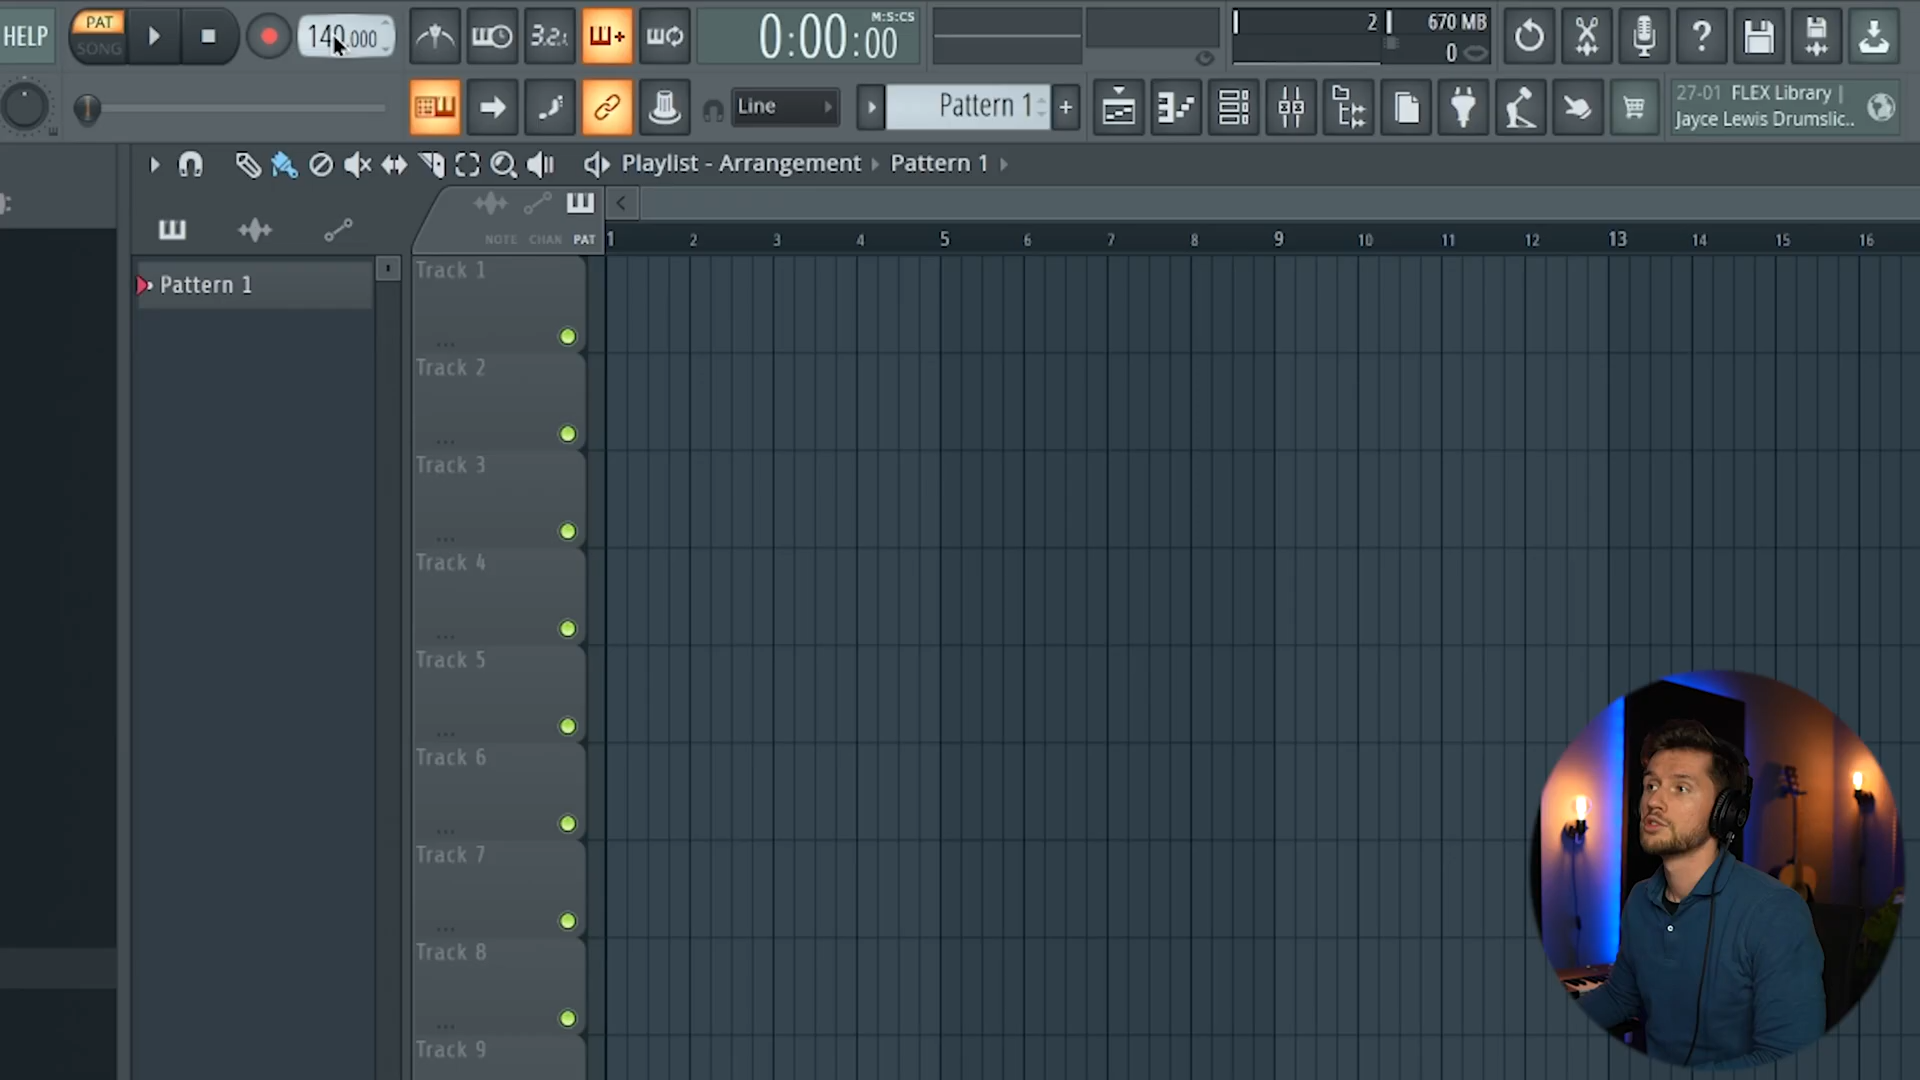 HELP
PAT
SONG
140.000
3.2.
M:S:CS
0:00:00
2
670 MB
0
Line
Pattern 1
27-01 FLEX Library |
Jayce Lewis Drumslic..
Playlist - Arrangement Pattern 1
NOTE CHAN PAT
1 2 3 4 5 6 7 8 9 10 11 12 13 14 15 16
Pattern 1
Track 1
Track 2
Track 3
Track 4
Track 5
Track 6
Track 7
Track 8
Track 9